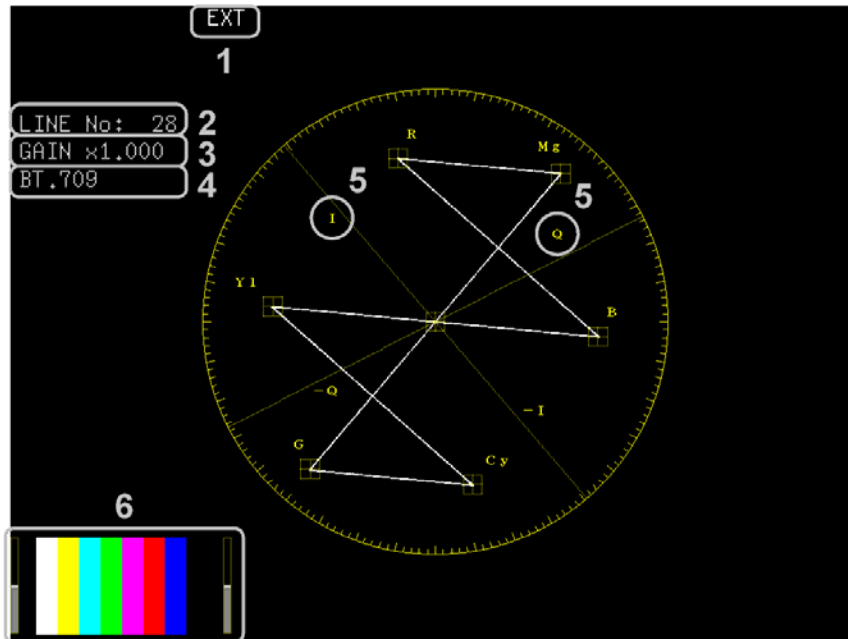 EXT
1
LINE No: 28 2
GAIN x1.000 3
BT.709 4
R
Mg
5
5
I
Q
Yl
B
-Q
-I
G
Cy
6